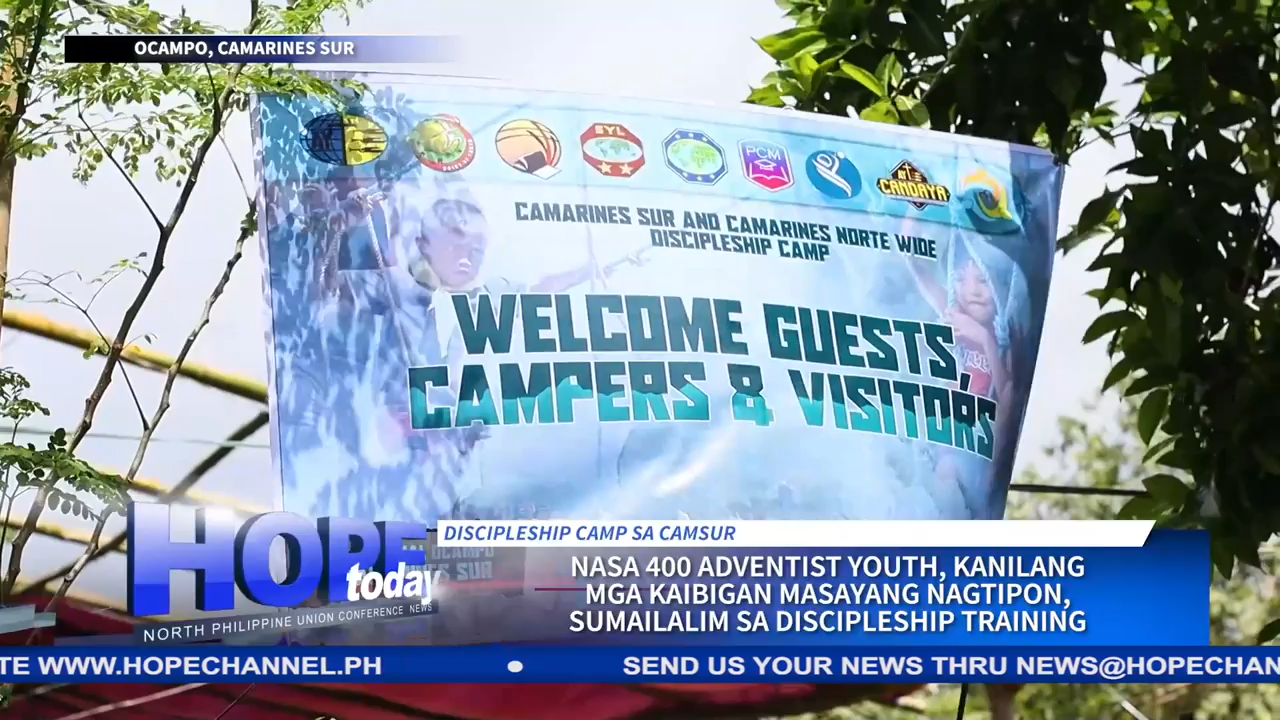 OCAMPO, CAMARINES SUR
SYL
PCM
CANDAYA
CAMARINES SUR AND CAMARINES NORTE WIDE
DISCIPLESHIP CAMP
WELCOME GUESTS,
CAMPERS & VISITORS
DISCIPLESHIP CAMP SA CAMSUR
HOPE
today
NORTH PHILIPPINE UNION CONFERENCE NEWS
NASA 400 ADVENTIST YOUTH, KANILANG
MGA KAIBIGAN MASAYANG NAGTIPON,
SUMAILALIM SA DISCIPLESHIP TRAINING
TE WWW.HOPECHANNEL.PH • SEND US YOUR NEWS THRU NEWS@HOPECHAN